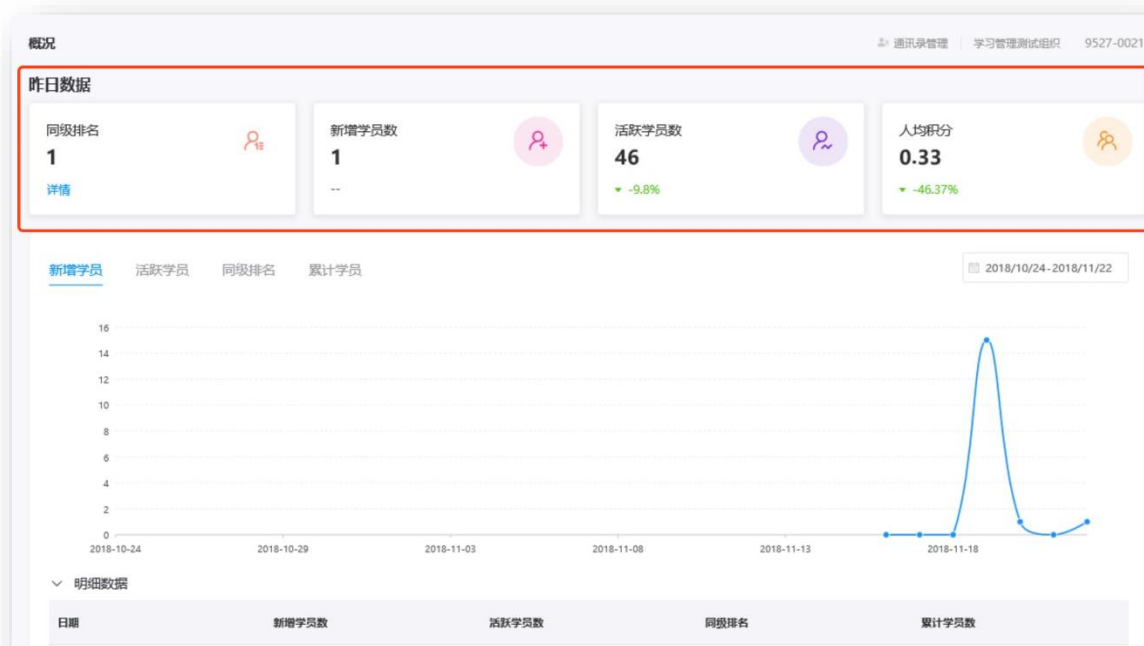 概况
通讯录管理 学习管理测试组织 9527-0021
昨日数据
同级排名 新增学员数 活跃学员数 人均积分
1 1 46 0.33
详情 -- -9.8% -46.37%
新增学员 活跃学员 同级排名 累计学员 2018/10/24-2018/11/22
16
14
12
10
8
6
4
2
0
2018-10-24 2018-10-29 2018-11-03 2018-11-08 2018-11-13 2018-11-18
明细数据
日期 新增学员数 活跃学员数 同级排名 累计学员数